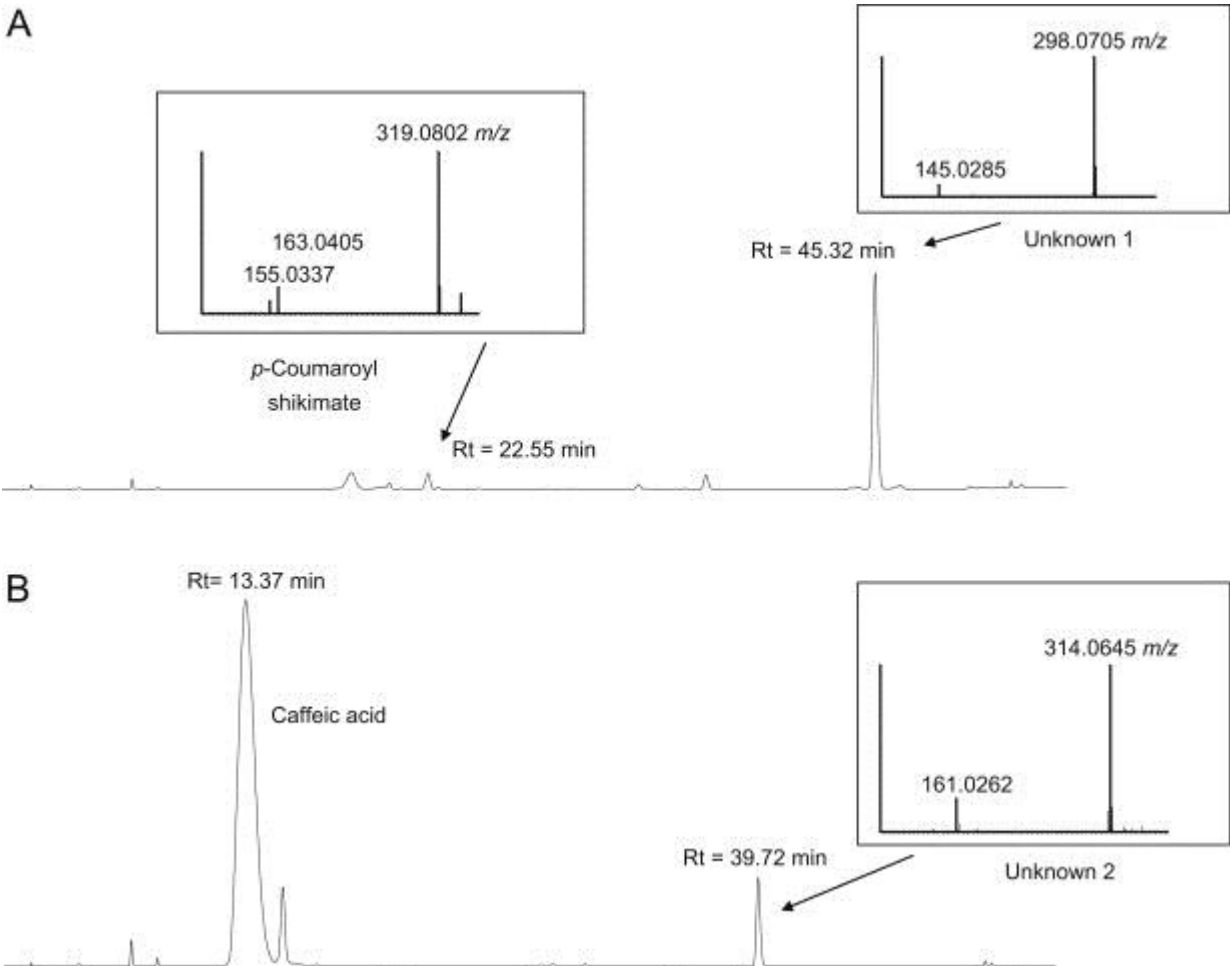 A
298.0705 m/z
145.0285
Unknown 1
319.0802 m/z
163.0405
155.0337
p-Coumaroyl
shikimate
Rt = 45.32 min
Rt = 22.55 min
B
Rt= 13.37 min
Caffeic acid
314.0645 m/z
161.0262
Unknown 2
Rt = 39.72 min